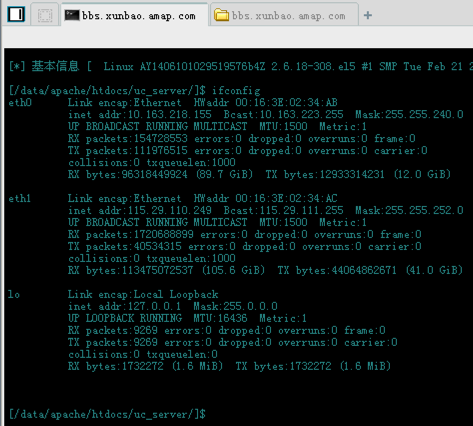 bbs.xunbao.amap.com bbs.xunbao.amap.com
[*] 基本信息 [ Linux AY1406101029519576b4Z 2.6.18-308.el5 #1 SMP Tue Feb 21 2
[/data/apache/htdocs/uc_server/]$ ifconfig
eth0 Link encap:Ethernet HWaddr 00:16:3E:02:34:AB
inet addr:10.163.218.155 Bcast:10.163.223.255 Mask:255.255.240.0
UP BROADCAST RUNNING MULTICAST MTU:1500 Metric:1
RX packets:154728553 errors:0 dropped:0 overruns:0 frame:0
TX packets:111976515 errors:0 dropped:0 overruns:0 carrier:0
collisions:0 txqueuelen:1000
RX bytes:96318449924 (89.7 GiB) TX bytes:12933314231 (12.0 GiB)
eth1 Link encap:Ethernet HWaddr 00:16:3E:02:34:AC
inet addr:115.29.110.249 Bcast:115.29.111.255 Mask:255.255.252.0
UP BROADCAST RUNNING MULTICAST MTU:1500 Metric:1
RX packets:1720688899 errors:0 dropped:0 overruns:0 frame:0
TX packets:40534315 errors:0 dropped:0 overruns:0 carrier:0
collisions:0 txqueuelen:1000
RX bytes:113475072537 (105.6 GiB) TX bytes:44064862671 (41.0 GiB)
lo Link encap:Local Loopback
inet addr:127.0.0.1 Mask:255.0.0.0
UP LOOPBACK RUNNING MTU:16436 Metric:1
RX packets:9269 errors:0 dropped:0 overruns:0 frame:0
TX packets:9269 errors:0 dropped:0 overruns:0 carrier:0
collisions:0 txqueuelen:0
RX bytes:1732272 (1.6 MiB) TX bytes:1732272 (1.6 MiB)
[/data/apache/htdocs/uc_server/]$